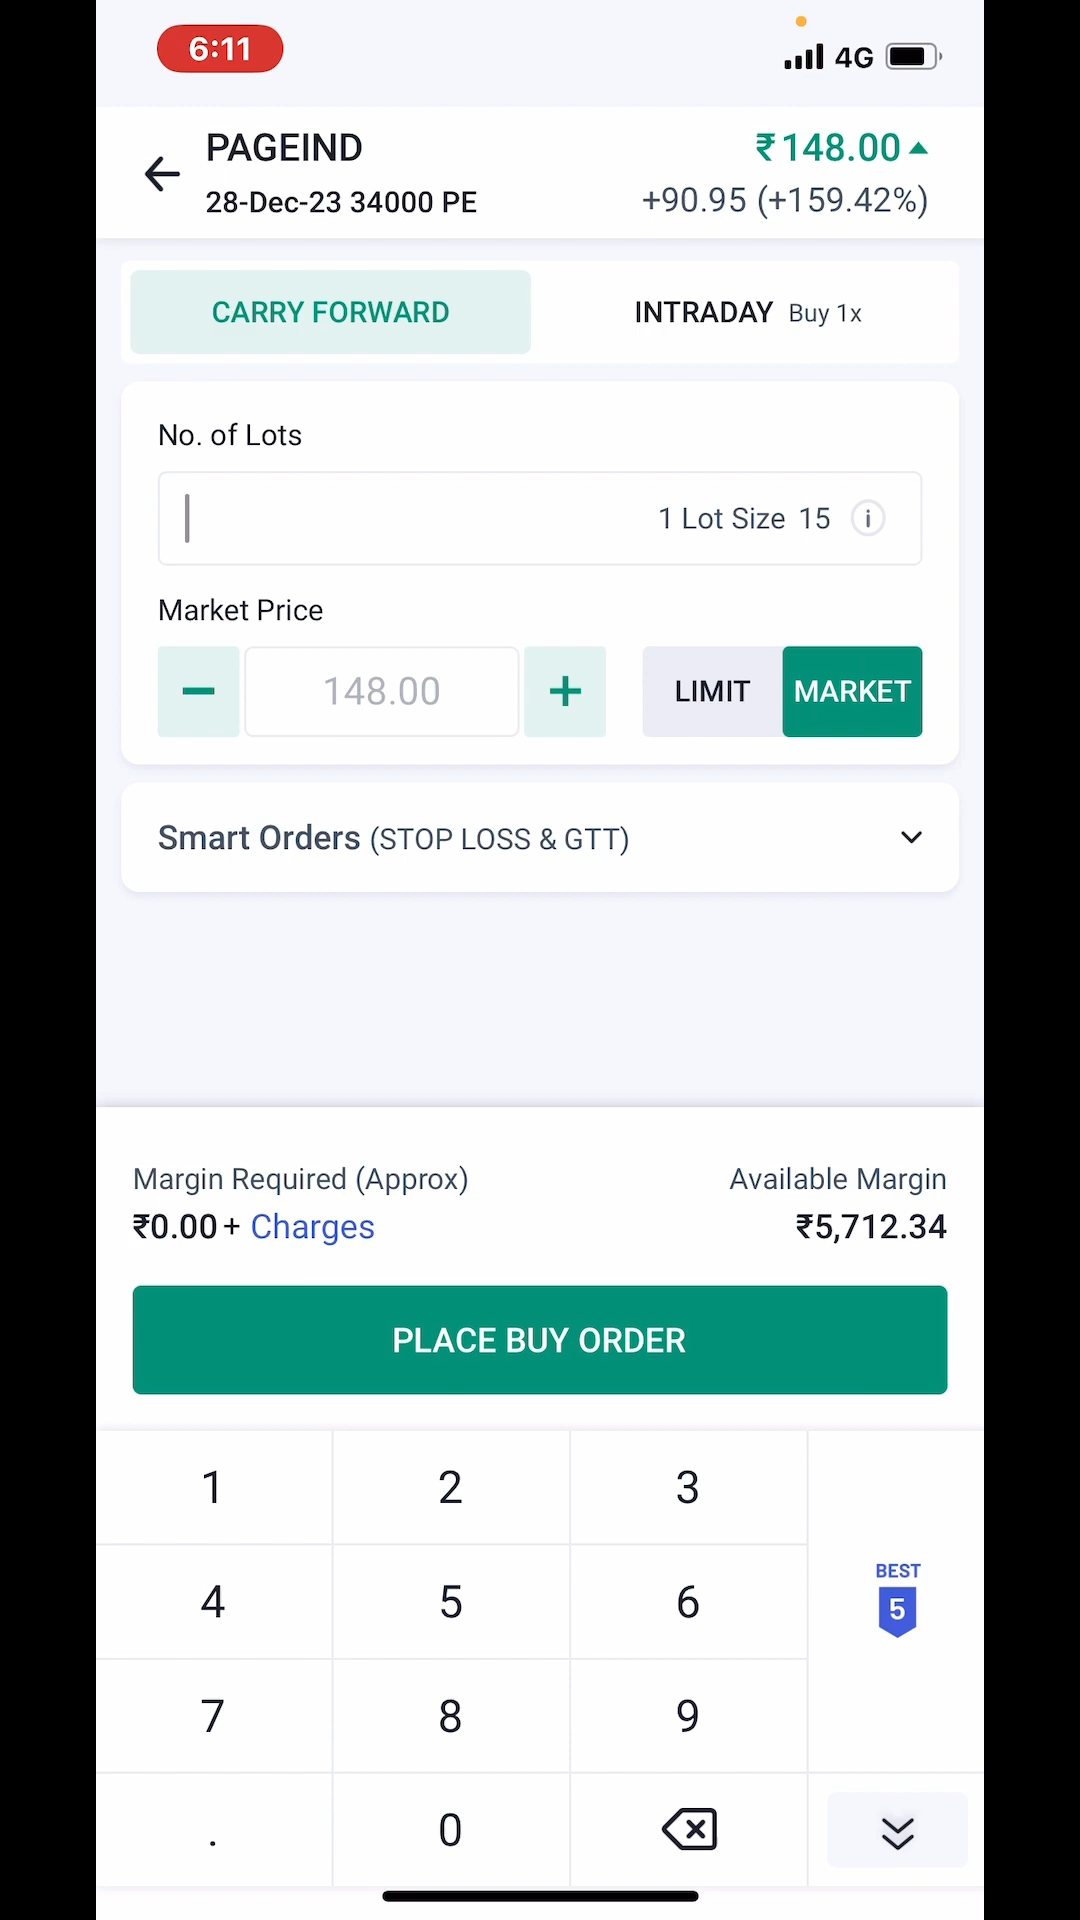 6:11
4G
PAGEIND
₹148.00
28-Dec-23 34000 PE
+90.95 (+159.42%)
CARRY FORWARD
INTRADAY Buy 1x
No. of Lots
1 Lot Size 15
i
Market Price
148.00
LIMIT
MARKET
Smart Orders (STOP LOSS & GTT)
Margin Required (Approx)
Available Margin
₹0.00 + Charges
₹5,712.34
PLACE BUY ORDER
1 2 3
BEST
5
4 5 6
7 8 9
. 0